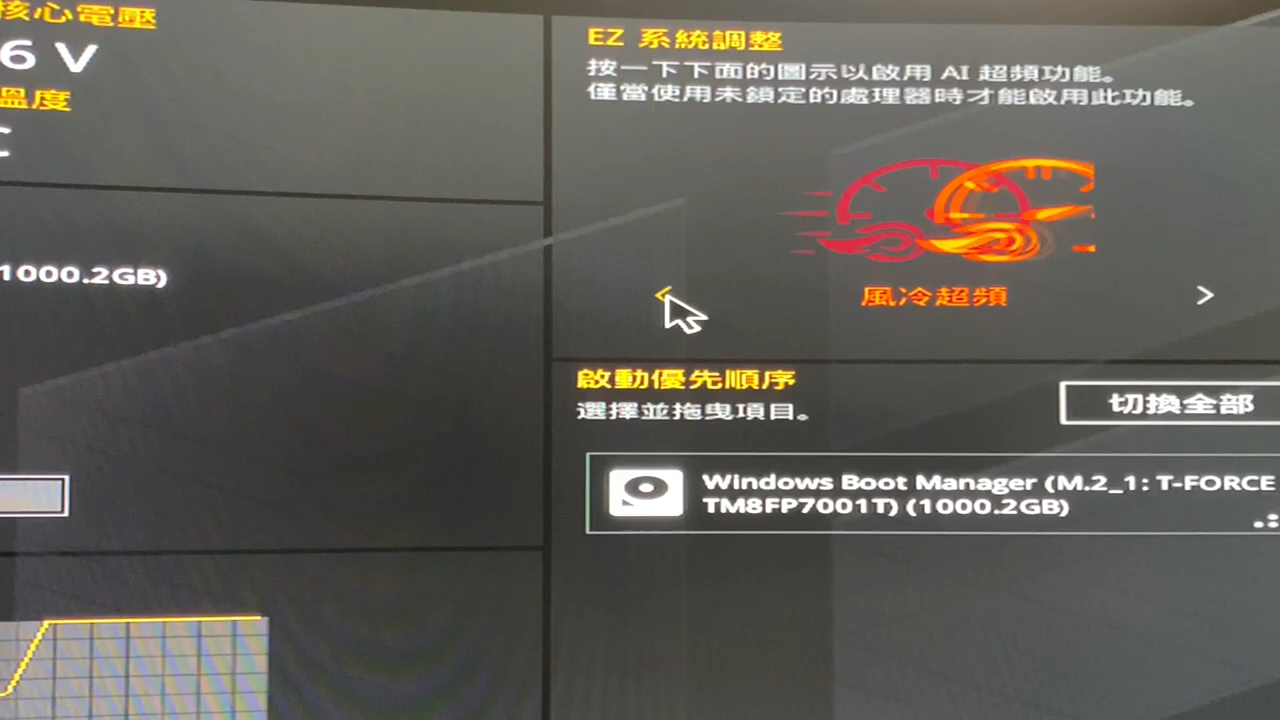 核心電壓
6 V
溫度
C
1000.2GB)
EZ 系統調整
按一下下面的圖示以啟用 AI 超頻功能。
僅當使用未鎖定的處理器時才能啟用此功能。
風冷超頻
啟動優先順序
選擇並拖曳項目。
切換全部
Windows Boot Manager (M.2_1: T-FORCE
TM8FP7001T) (1000.2GB)